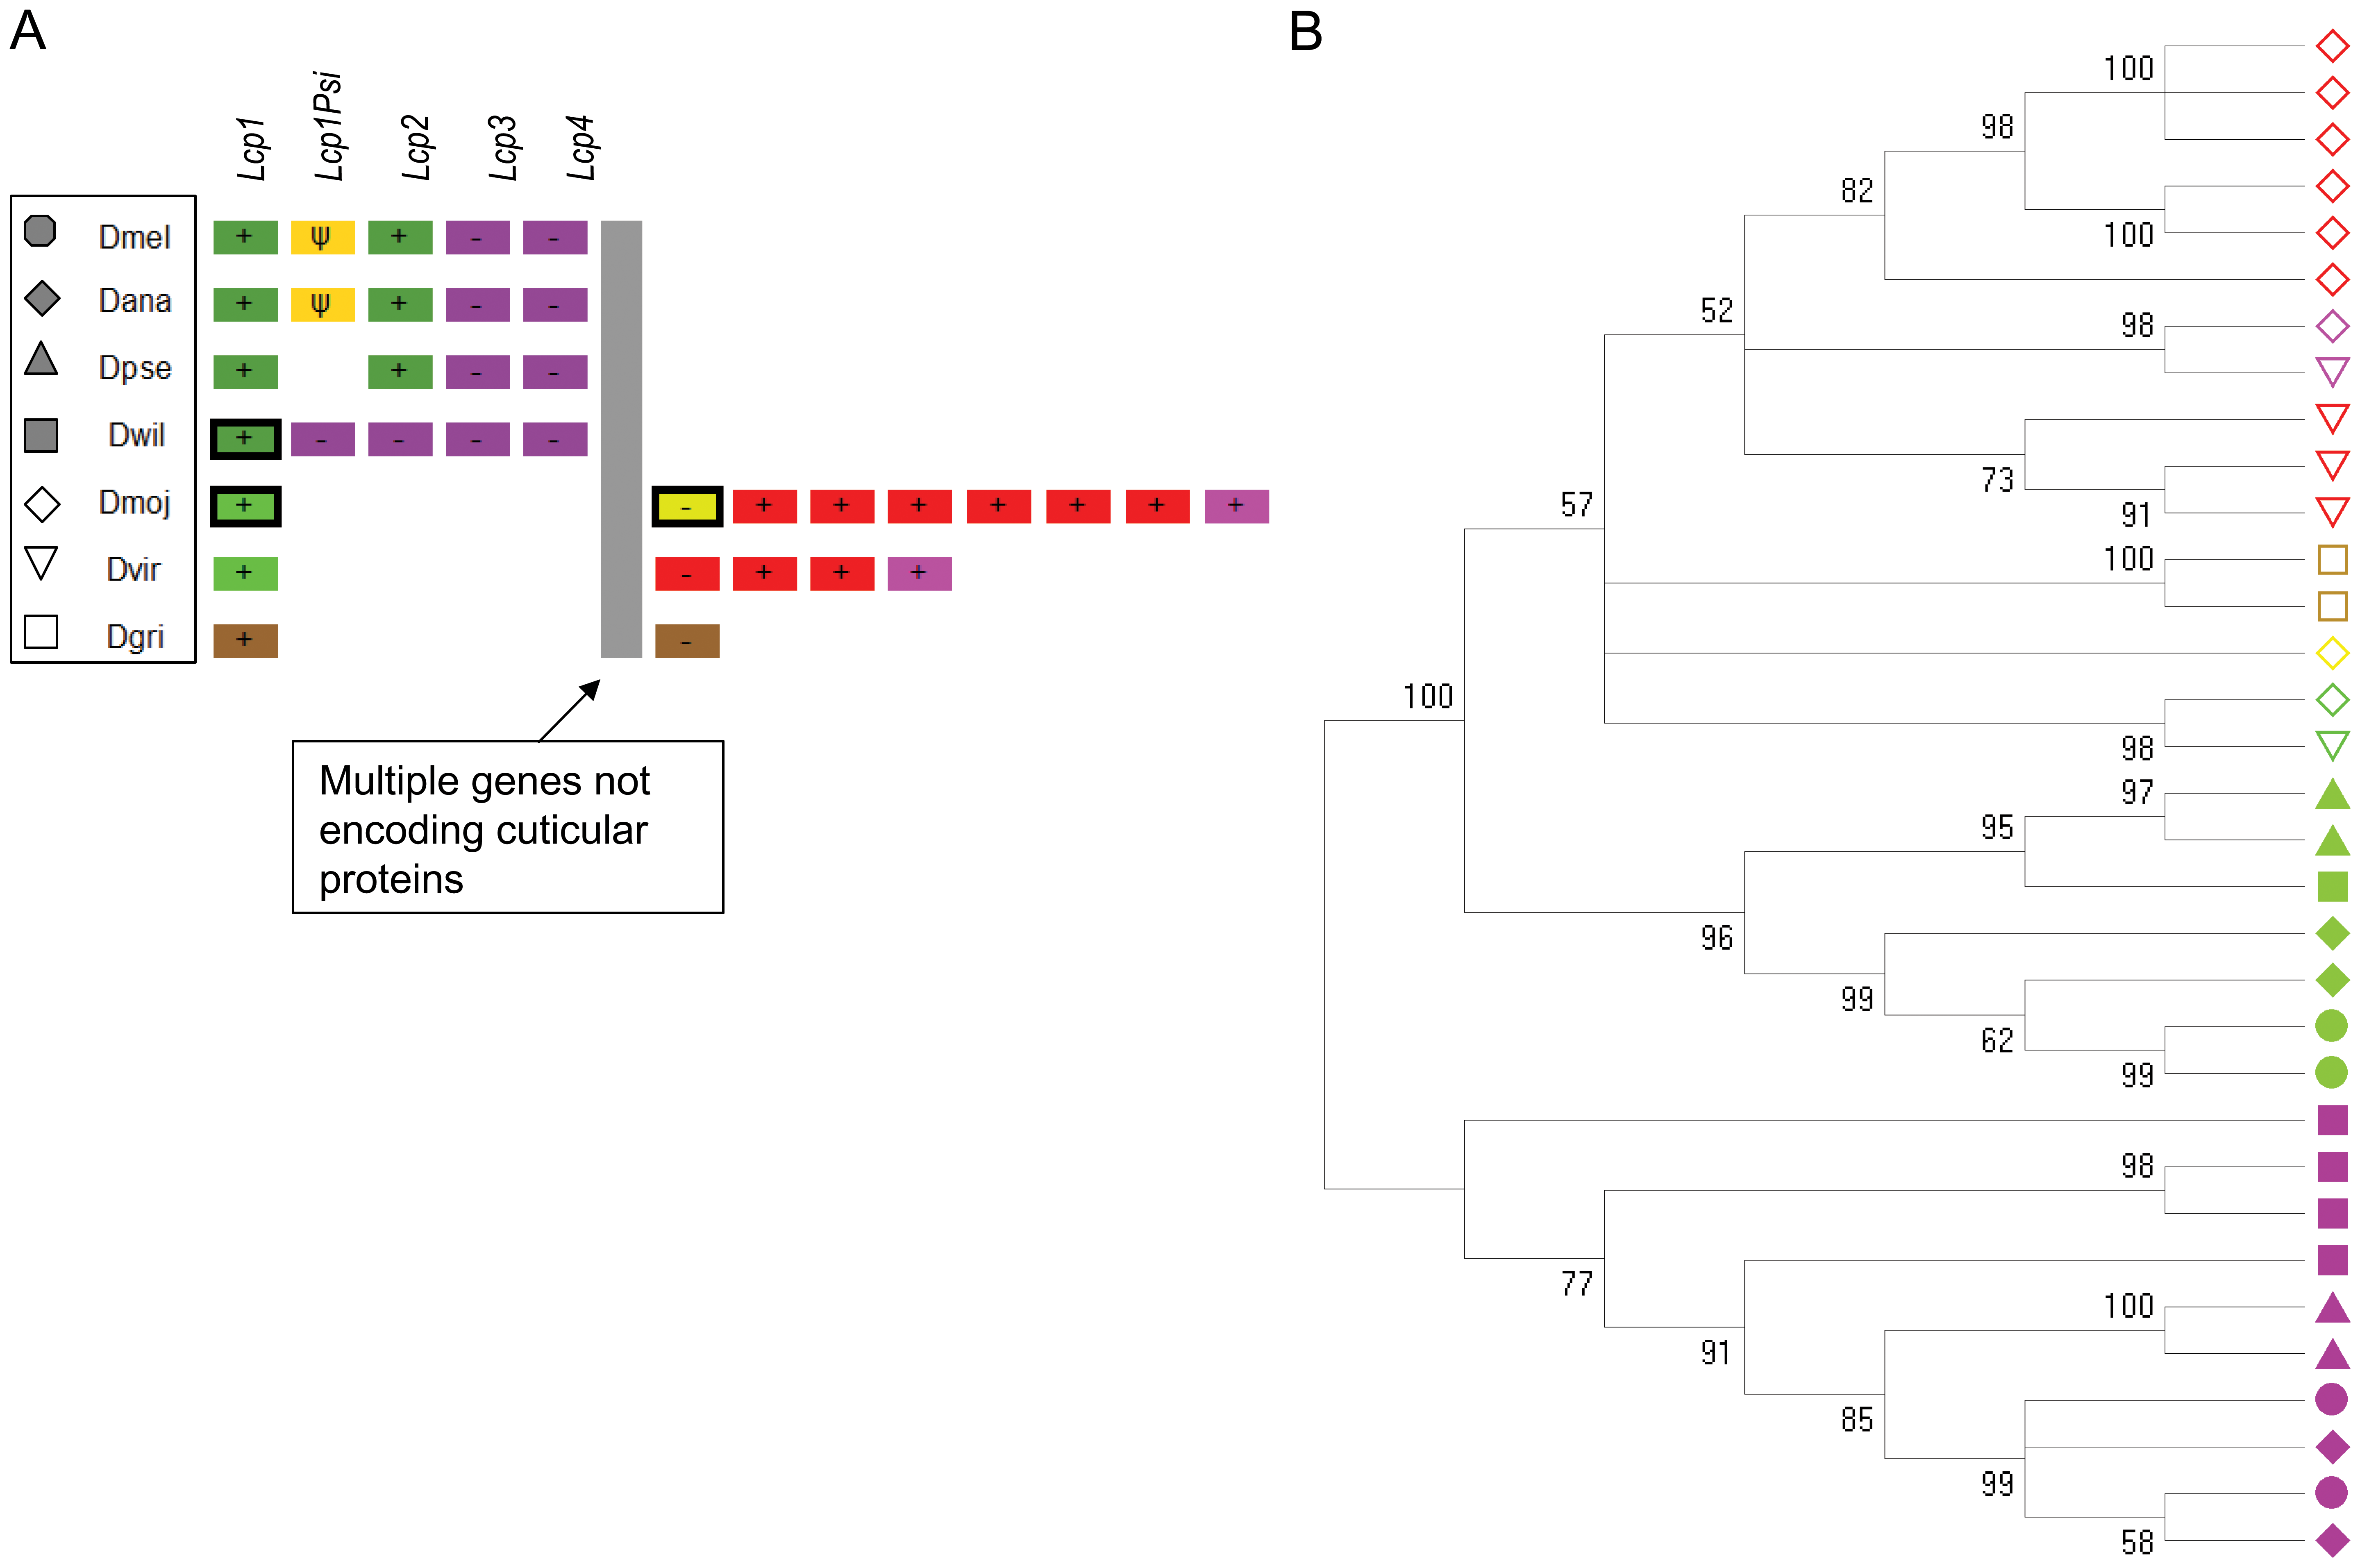 A
B
Lcp1 Lcp1Psi Lcp2 Lcp3 Lcp4
Dmel + ψ + - -
Dana + ψ + - -
Dpse + + - -
Dwil + - - - -
Dmoj + - + + + + + + +
Dvir + - + + +
Dgri + -
Multiple genes not
encoding cuticular
proteins
100
98
82
100
52
98
73
91
57
100
100
98
97
95
96
99
62
99
98
77
100
91
85
99
58